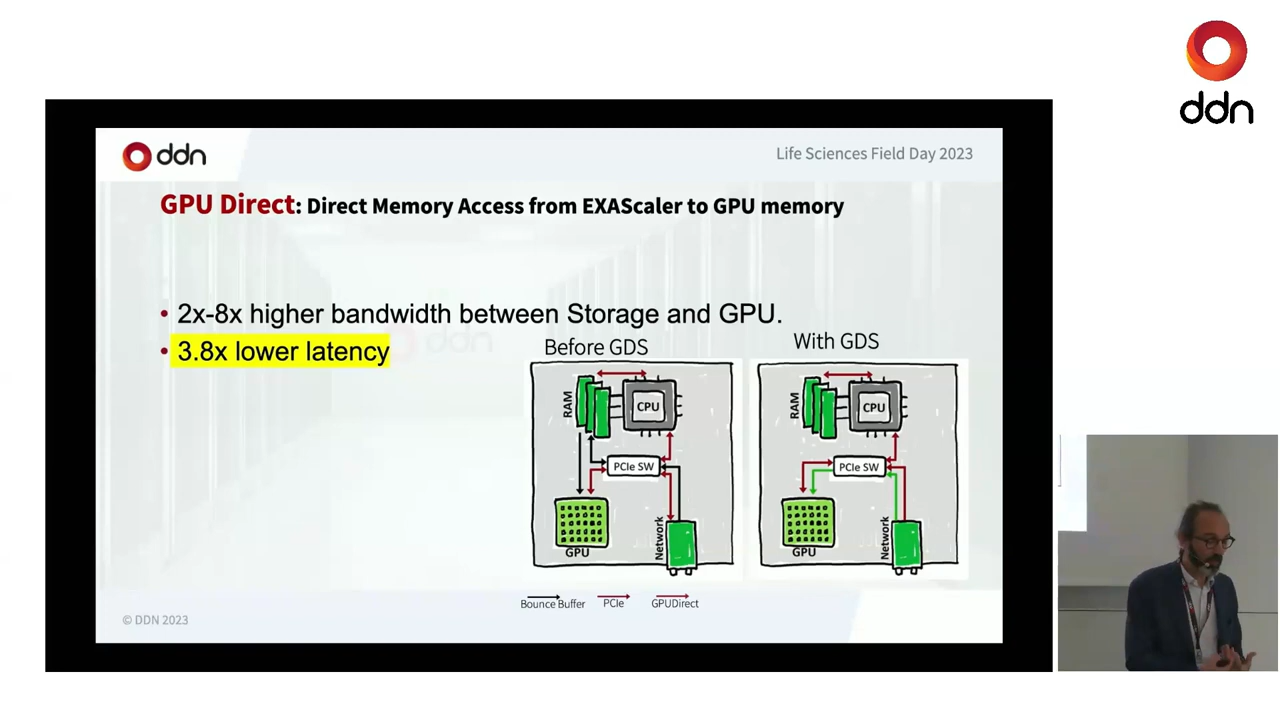 ddn
ddn
Life Sciences Field Day 2023
GPU Direct: Direct Memory Access from EXAScaler to GPU memory
• 2x-8x higher bandwidth between Storage and GPU.
• 3.8x lower latency
Before GDS
With GDS
RAM
CPU
PCIe SW
GPU
Network
RAM
CPU
PCIe SW
GPU
Network
Bounce Buffer
PCIe
GPUDirect
© DDN 2023